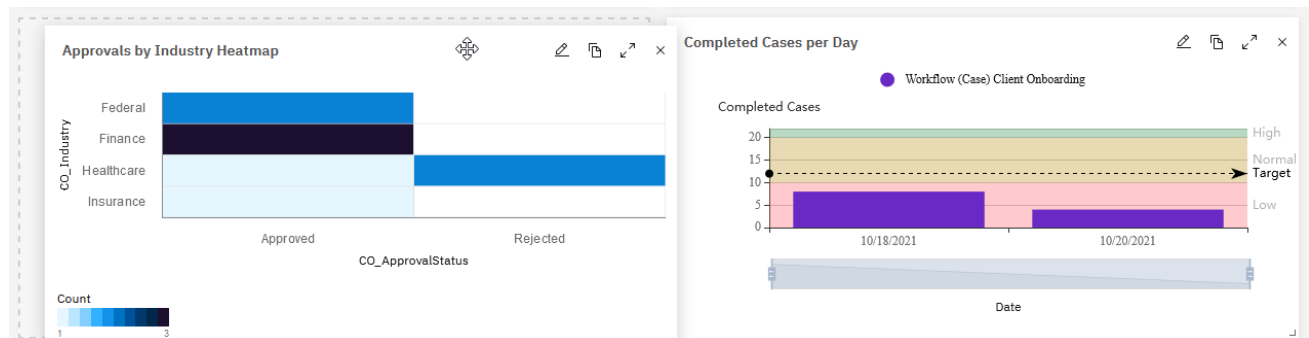 Approvals by Industry Heatmap
CO_Industry
Federal
Finance
Healthcare
Insurance
Approved
Rejected
CO_ApprovalStatus
Count
1
3
Completed Cases per Day
Workflow (Case) Client Onboarding
Completed Cases
20
15
10
5
0
High
Normal
Target
Low
10/18/2021
10/20/2021
Date